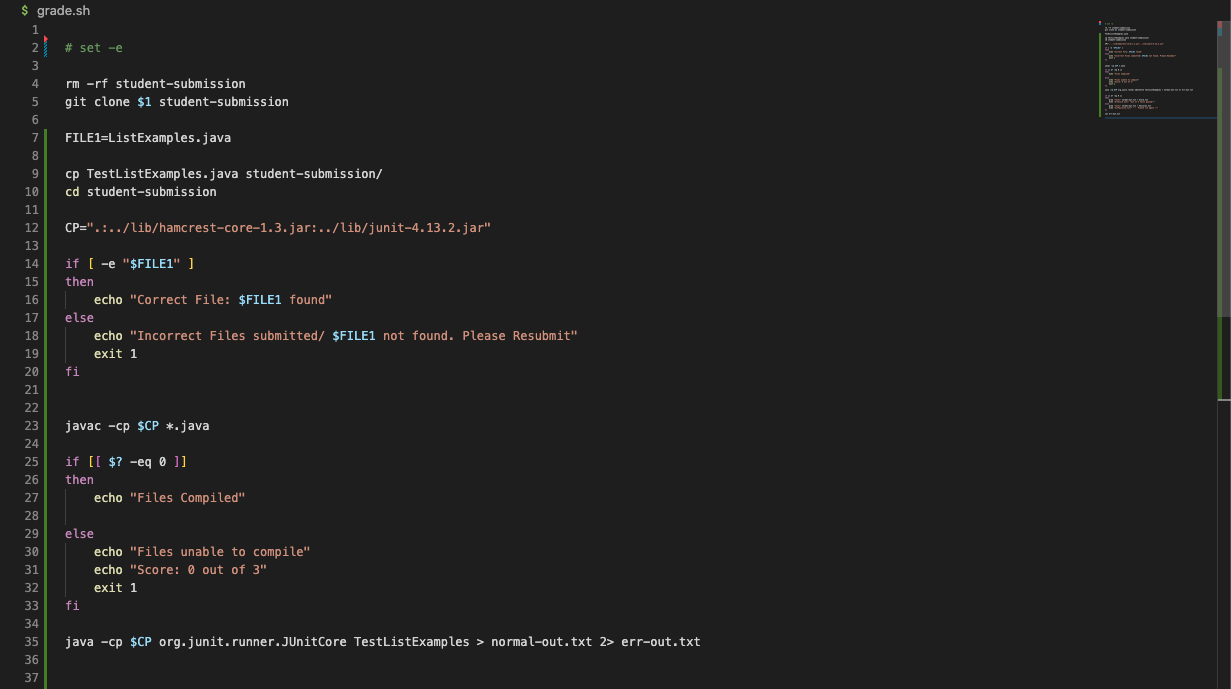 $ grade.sh
1
2 # set -e
3
4 rm -rf student-submission
5 git clone $1 student-submission
6
7 FILE1=ListExamples.java
8
9 cp TestListExamples.java student-submission/
10 cd student-submission
11
12 CP=".:../lib/hamcrest-core-1.3.jar:../lib/junit-4.13.2.jar"
13
14 if [ -e "$FILE1" ]
15 then
16     echo "Correct File: $FILE1 found"
17 else
18     echo "Incorrect Files submitted/ $FILE1 not found. Please Resubmit"
19     exit 1
20 fi
21
22
23 javac -cp $CP *.java
24
25 if [[ $? -eq 0 ]]
26 then
27     echo "Files Compiled"
28
29 else
30     echo "Files unable to compile"
31     echo "Score: 0 out of 3"
32     exit 1
33 fi
34
35 java -cp $CP org.junit.runner.JUnitCore TestListExamples > normal-out.txt 2> err-out.txt
36
37